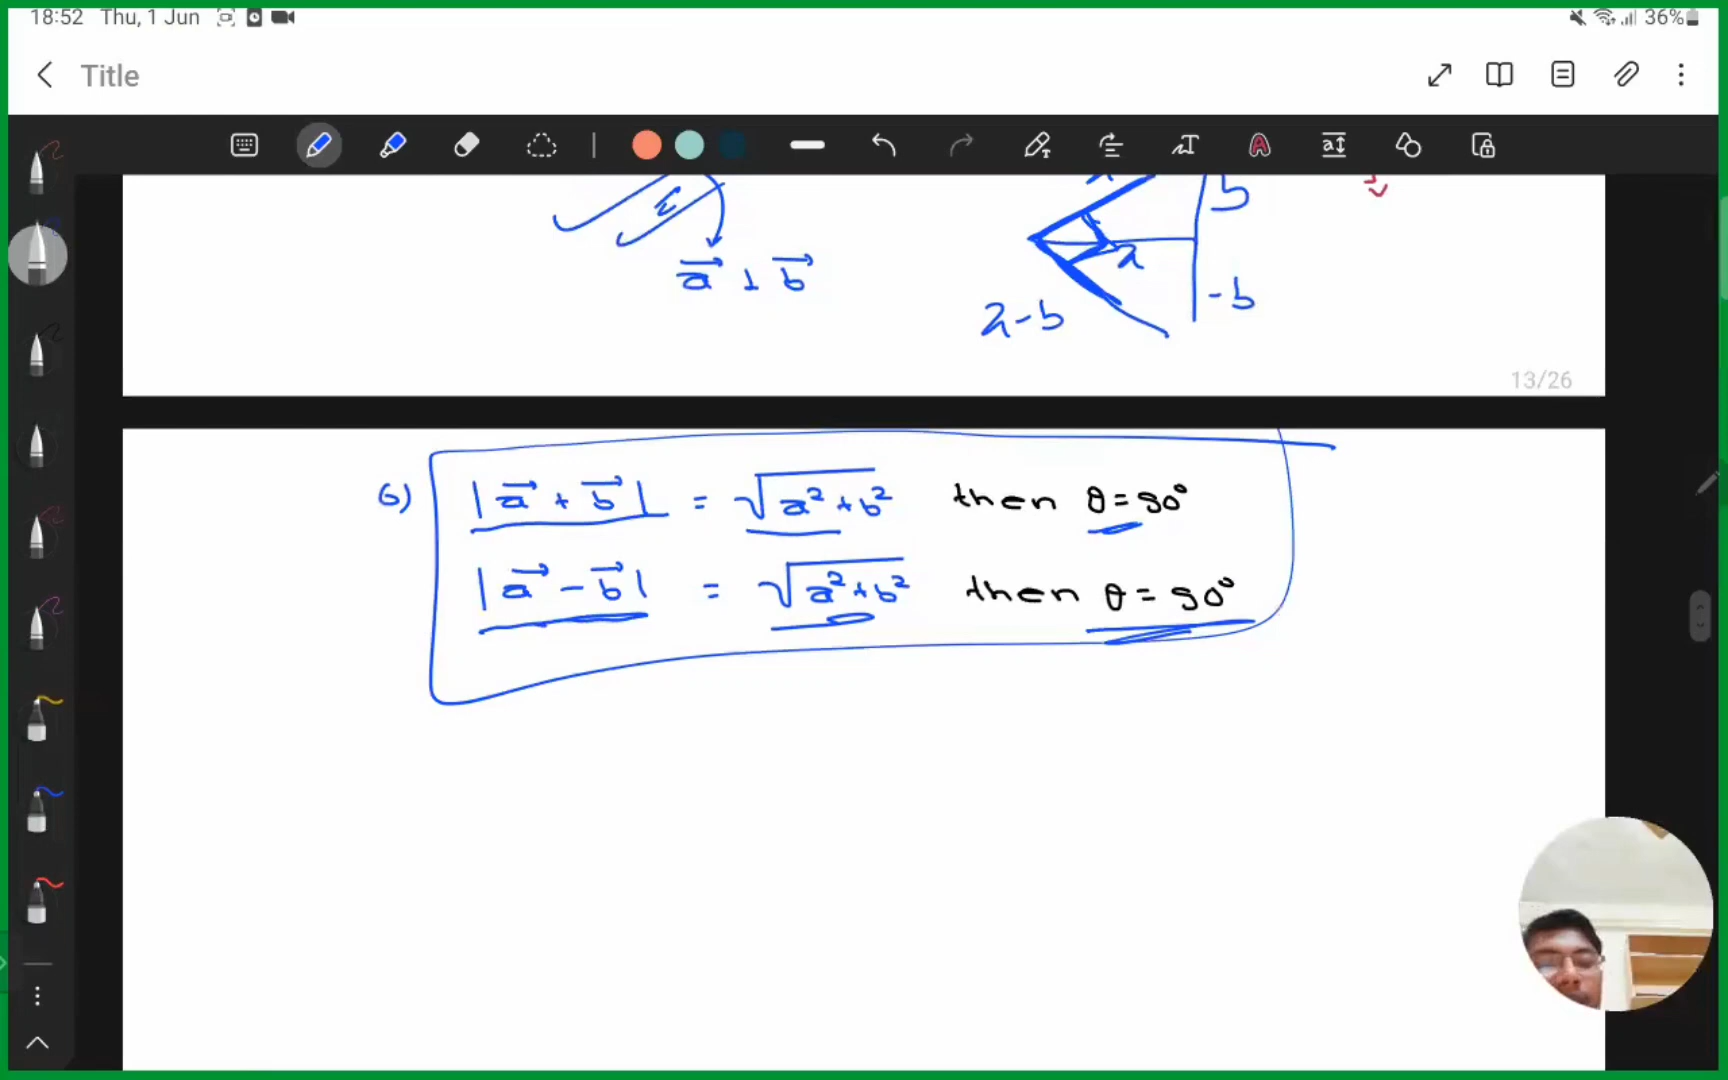 18:52 Thu, 1 Jun 36%
Title
a↕
b
a⃗ ⊥ b⃗
a
a-b
-b
13/26
6) |a⃗ + b⃗| = √a² + b² then θ = 90°
|a⃗ - b⃗| = √a² + b² then θ = 90°